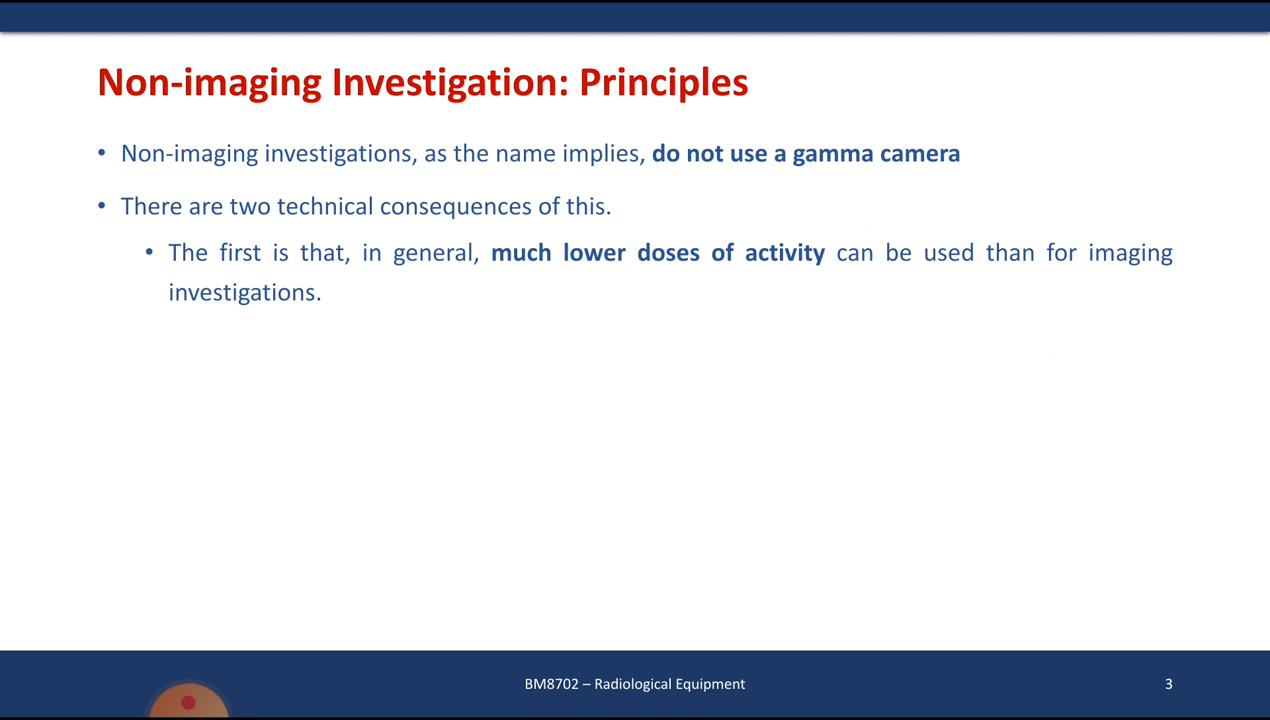 Non-imaging Investigation: Principles
• Non-imaging investigations, as the name implies, do not use a gamma camera
• There are two technical consequences of this.
• The first is that, in general, much lower doses of activity can be used than for imaging
investigations.
BM8702 – Radiological Equipment
3